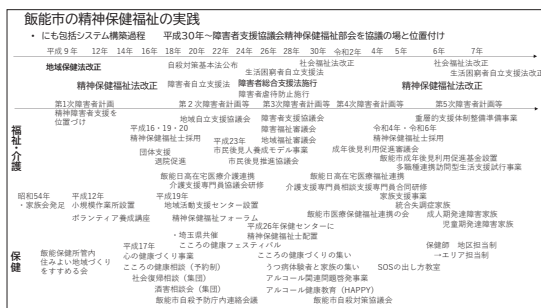 飯能市の精神保健福祉の実践
・ にも包括システム構築過程　平成30年～障害者支援協議会精神保健福祉部会を協議の場と位置付け
平成９年　12年　14年　16年　18年　20年　22年　24年　26年　28年　30年　令和2年　4年　5年　6年　7年
自殺対策基本法公布　社会福祉法改正　社会福祉法改正
地域保健法改正　生活困窮者自立支援法　生活困窮者自立支援法改正
精神保健福祉法改正　障害者自立支援法　障害者総合支援法施行　精神保健福祉法改正
障害者虐待防止施行
第1次障害者計画　第２次障害者計画等　第3次障害者計画等　第4次障害者計画等　第5次障害者計画等
福祉・介護
精神障害者支援を
位置づけ
地域自立支援協議会　障害者支援協議会　重層的支援体制整備準備事業
平成16・19・20　障害福祉審議会　令和4年・令和6年
精神保健福祉士採用　平成23年　地域福祉審議会　精神保健福祉士採用
団体支援　市民後見人養成モデル事業　成年後見利用促進審議会
退院促進　市民後見推進協議会　飯能市成年後見利用促進基金設置
多職種連携訪問型生活支援試行事業
飯能日高在宅医療介護連携　飯能日高在宅医療福祉連携
介護支援専門員協議会研修　介護支援専門員相談支援専門員合同研修
昭和54年　平成12年　平成19年　家族支援事業
・家族会発足　小規模作業所設置　地域活動支援センター設置　統合失調症家族
ボランティア養成講座　精神保健福祉フォーラム　飯能市医療保健福祉連携の会　成人期発達障害家族
児童期発達障害家族
平成26年保健センターに
・埼玉県共催　精神保健福祉士配置
保健
平成17年　こころの健康フェスティバル　保健師　地区担当制
飯能保健所管内　心の健康づくり事業　こころの健康づくりの集い　→エリア担当制
住みよい地域づくり
をすすめる会
こころの健康相談（予約制）　うつ病体験者と家族の集い　SOSの出し方教室
社会復帰相談（集団）　アルコール関連問題啓発事業
酒害相談会（集団）　アルコール健康教育（HAPPY）
飯能市自殺予防庁内連絡会議　飯能市自殺対策協議会